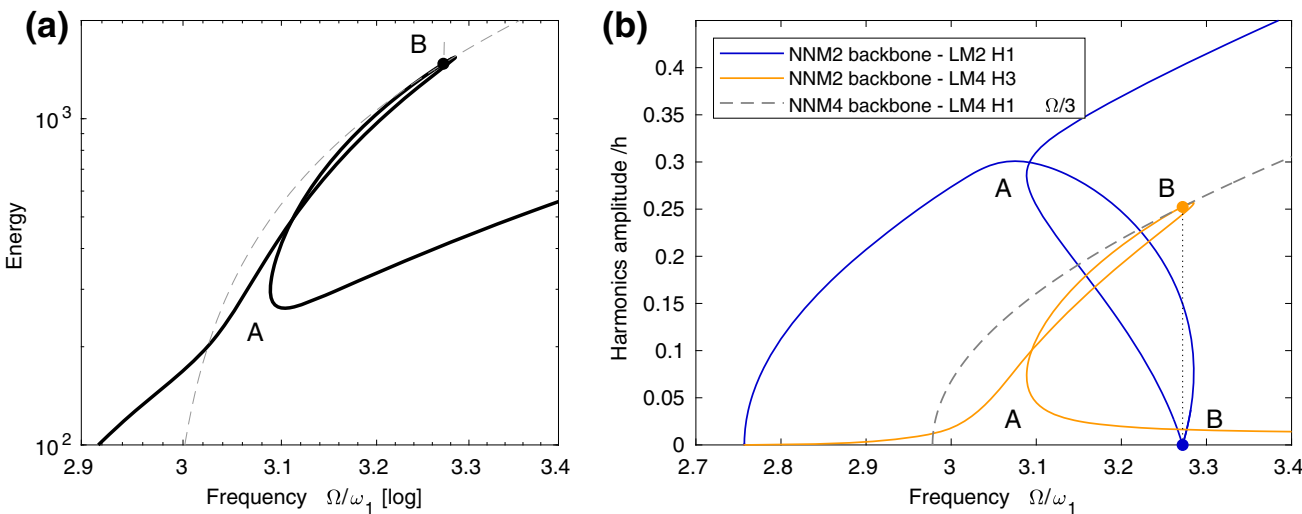 (a)
B
A
10³
10²
Energy
2.9 3 3.1 3.2 3.3 3.4
Frequency Ω/ω₁ [log]
(b)
NNM2 backbone - LM2 H1
NNM2 backbone - LM4 H3
NNM4 backbone - LM4 H1 Ω/3
A
B
A
B
0.4
0.35
0.3
0.25
0.2
0.15
0.1
0.05
0
Harmonics amplitude /h
2.7 2.8 2.9 3 3.1 3.2 3.3 3.4
Frequency Ω/ω₁